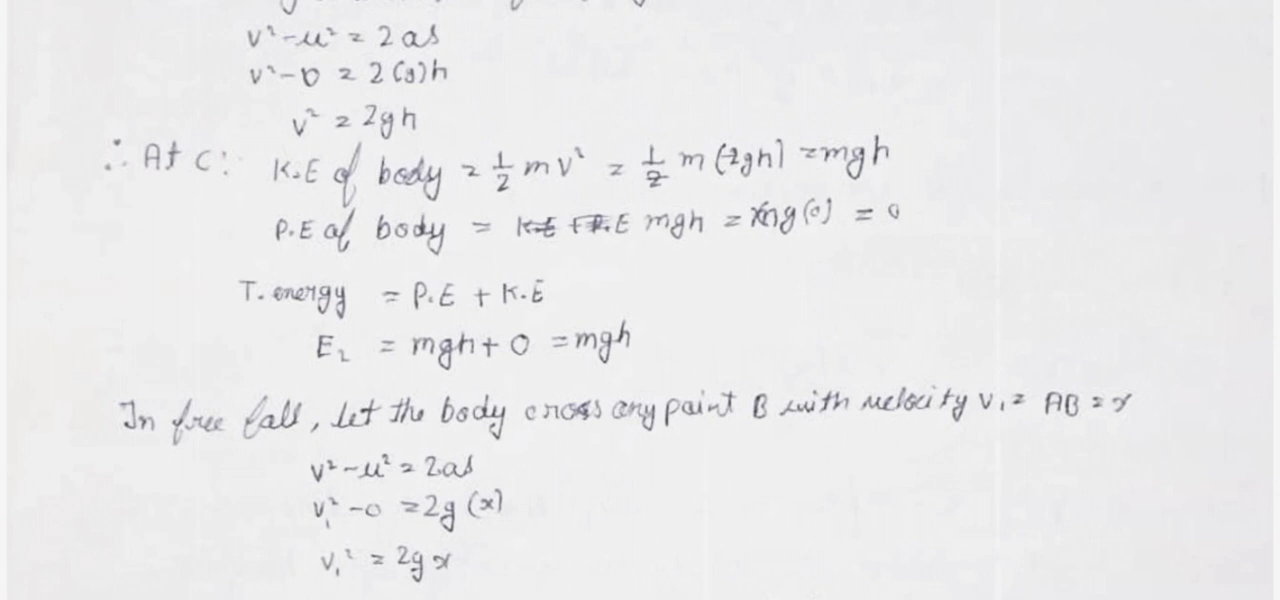 v² - u² = 2as
v² - 0 = 2(g)h
v² = 2gh
∴ At C: K.E of body = 1/2 mv² = 1/2 m (2gh) = mgh
P.E of body = mgh = mg(0) = 0
T. energy = P.E + K.E
E₂ = mgh + 0 = mgh
In free fall, let the body cross any point B with velocity v₁ = AB = x
v² - u² = 2as
v₁² - 0 = 2g (x)
v₁² = 2gx